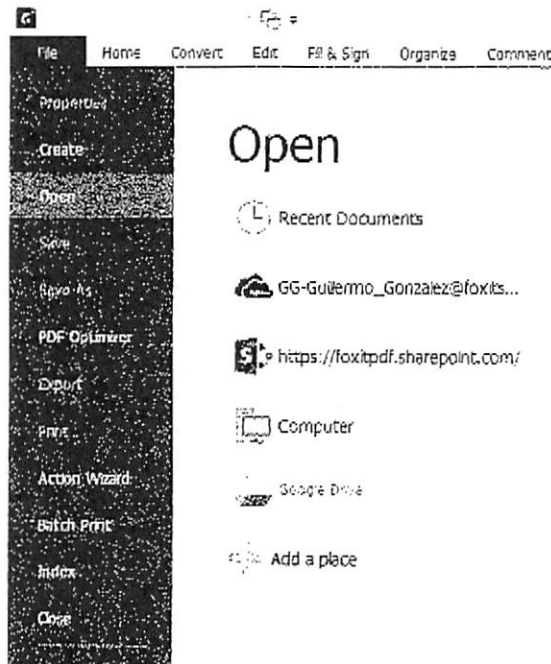 File Home Convert Edit Fill & Sign Organize Comment
Properties
Create
Open
Save
Save As
PDF Optimizer
Export
Print
Action Wizard
Batch Print
Index
Close
Open
Recent Documents
GG-Guillermo_Gonzalez@foxits...
https://foxitpdf.sharepoint.com/
Computer
Google Drive
Add a place